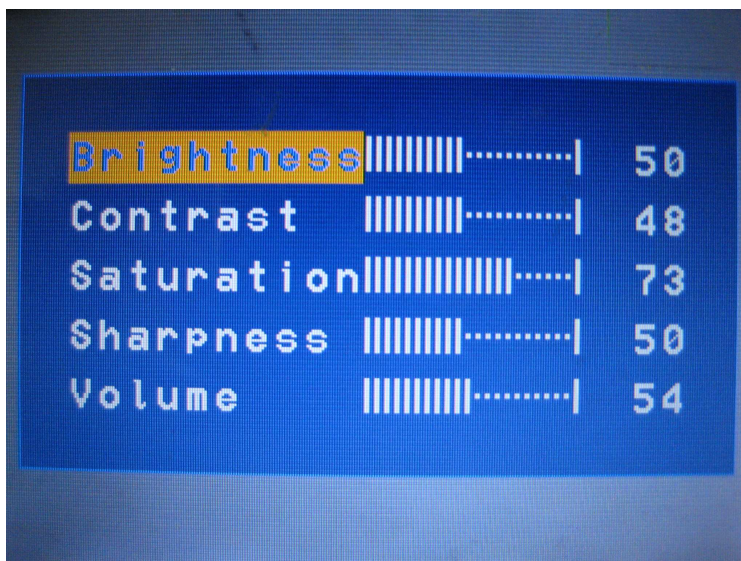 Brightness 50
Contrast 48
Saturation 73
Sharpness 50
Volume 54